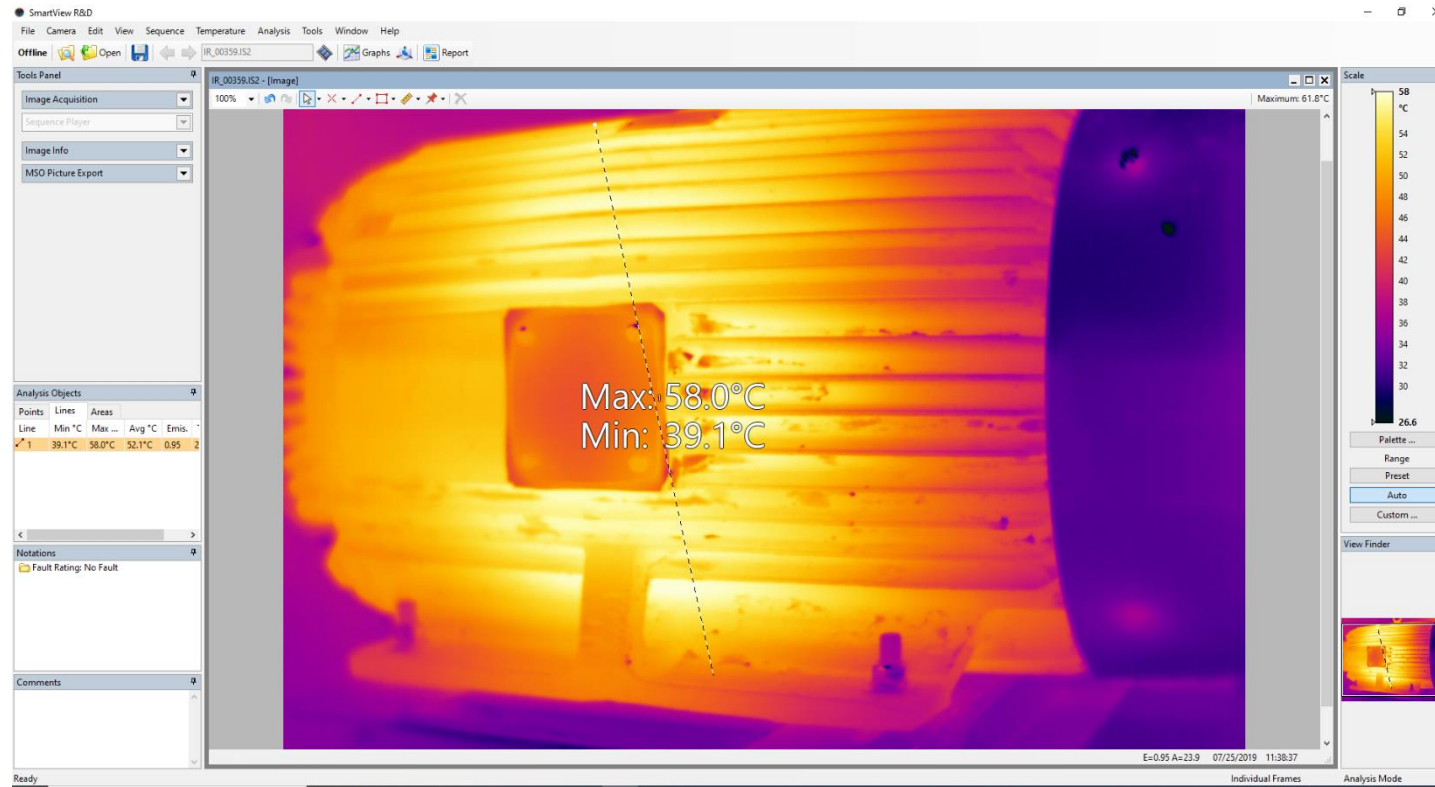 SmartView R&D
File Camera Edit View Sequence Temperature Analysis Tools Window Help
Offline Open IR_00359.IS2 Graphs Report
Tools Panel
Image Acquisition
Sequence Player
Image Info
MSO Picture Export
IR_00359.IS2 - [Image]
100% Maximum: 61.8°C
Max: 58.0°C
Min: 39.1°C
E=0.95 A=23.9 07/25/2019 11:38:37
Analysis Objects
Points Lines Areas
Line Min °C Max ... Avg °C Emis.
1 39.1°C 58.0°C 52.1°C 0.95 2
Notations
Fault Rating: No Fault
Comments
Scale
58
°C
54
52
50
48
46
44
42
40
38
36
34
32
30
26.6
Palette ...
Range
Preset
Auto
Custom ...
View Finder
Ready Individual Frames Analysis Mode